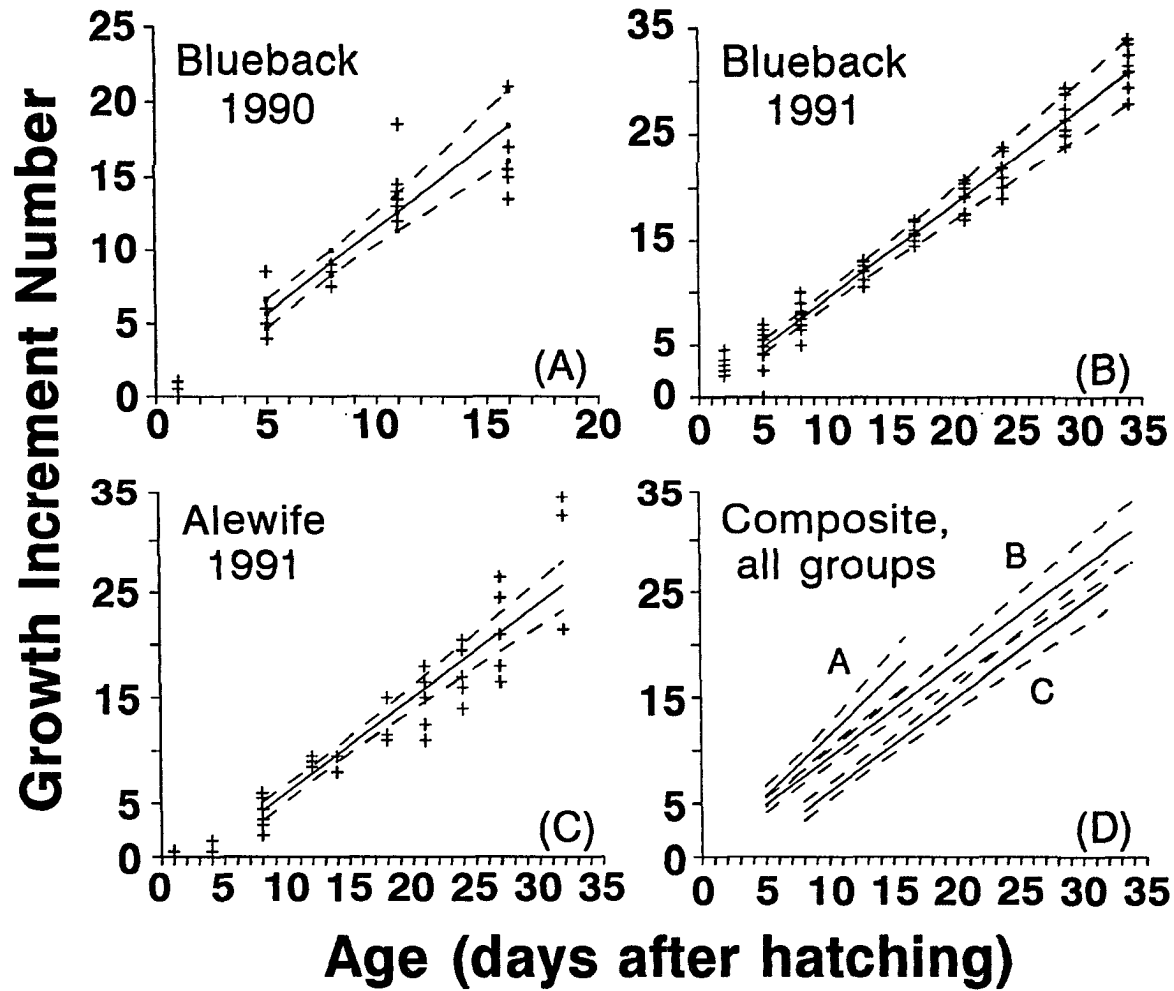 Growth Increment Number
25
20
15
10
5
0
Blueback
1990
(A)
0 5 10 15 20
35
25
15
5
0
Blueback
1991
(B)
0 5 10 15 20 25 30 35
35
25
15
5
0
Alewife
1991
(C)
0 5 10 15 20 25 30 35
35
25
15
5
0
Composite,
all groups
A
B
C
(D)
0 5 10 15 20 25 30 35
Age (days after hatching)